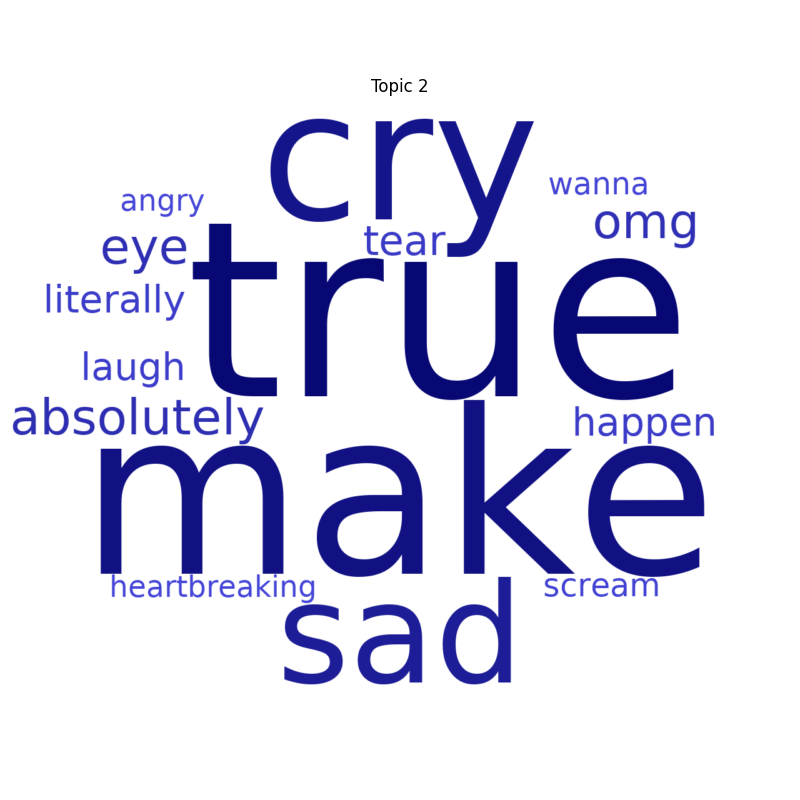 Topic 2
cry
wanna
angry
omg
eye
tear
true
literally
laugh
absolutely
happen
make
heartbreaking
scream
sad